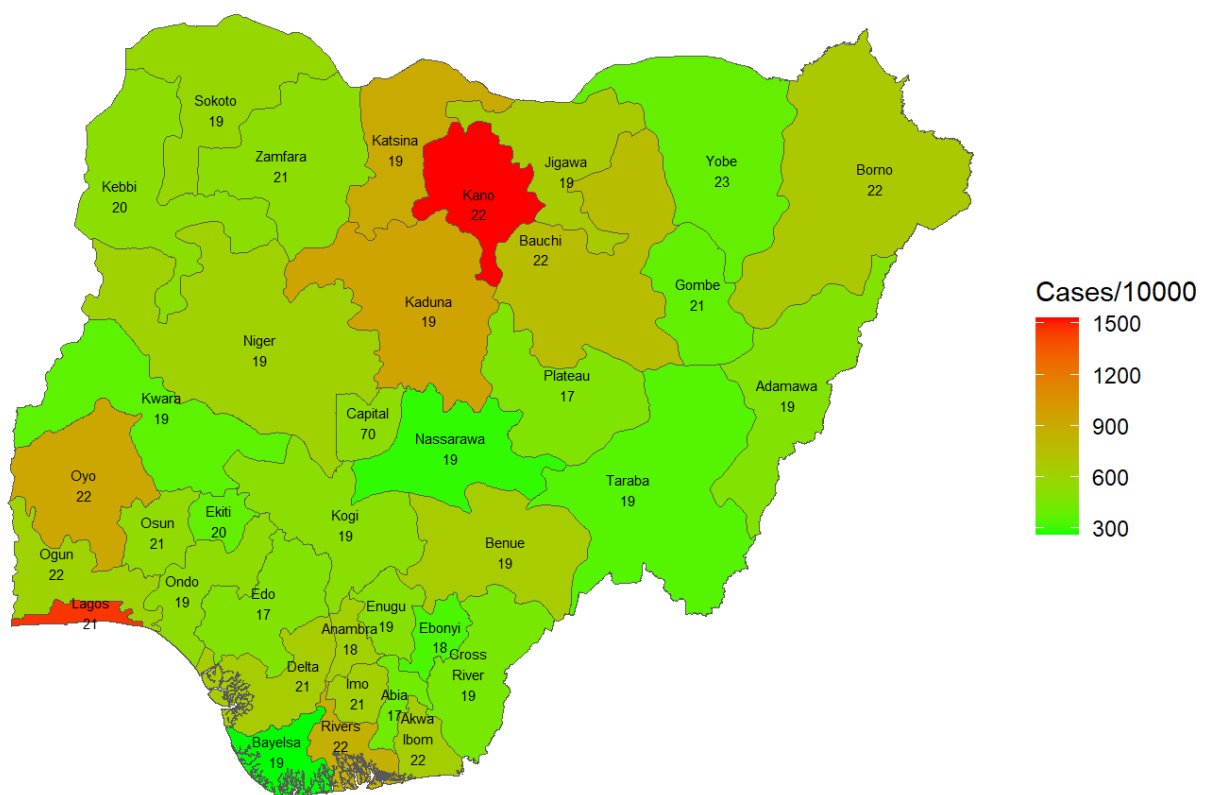 Sokoto
19
Katsina
19
Zamfara
21
Kebbi
20
Kano
22
Jigawa
19
Yobe
23
Borno
22
Bauchi
22
Gombe
21
Kaduna
19
Niger
19
Plateau
17
Adamawa
19
Kwara
19
Capital
70
Nassarawa
19
Taraba
19
Oyo
22
Osun
21
Ekiti
20
Kogi
19
Benue
19
Ogun
22
Ondo
19
Edo
17
Lagos
21
Enugu
19
Anambra
18
Ebonyi
18
Cross
River
19
Delta
21
Imo
21
Abia
17
Akwa
Ibom
22
Rivers
22
Bayelsa
19
Cases/10000
1500
1200
900
600
300